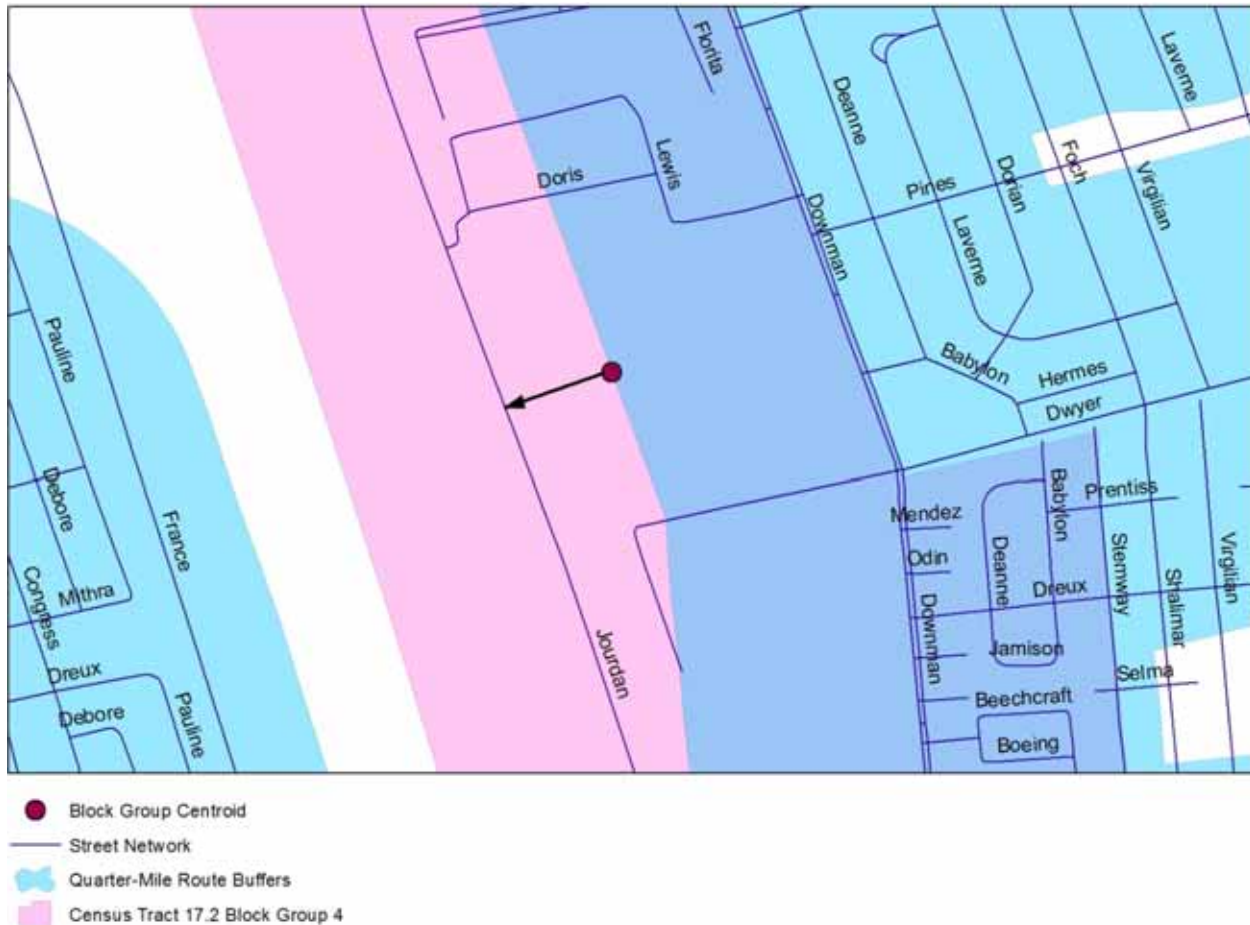 Florita
Laverne
Deanne
Lewis
Doris
Pines
Dorian
Foch
Virgilian
Downman
Laverne
Pauline
Babylon
Hermes
Dwyer
Debore
France
Mendez
Babylon
Prentiss
Odin
Deanne
Stemway
Virgilian
Congress
Mithra
Dreux
Shalimar
Jourdan
Downman
Jamison
Dreux
Selma
Pauline
Debore
Beechcraft
Boeing
Block Group Centroid
Street Network
Quarter-Mile Route Buffers
Census Tract 17.2 Block Group 4